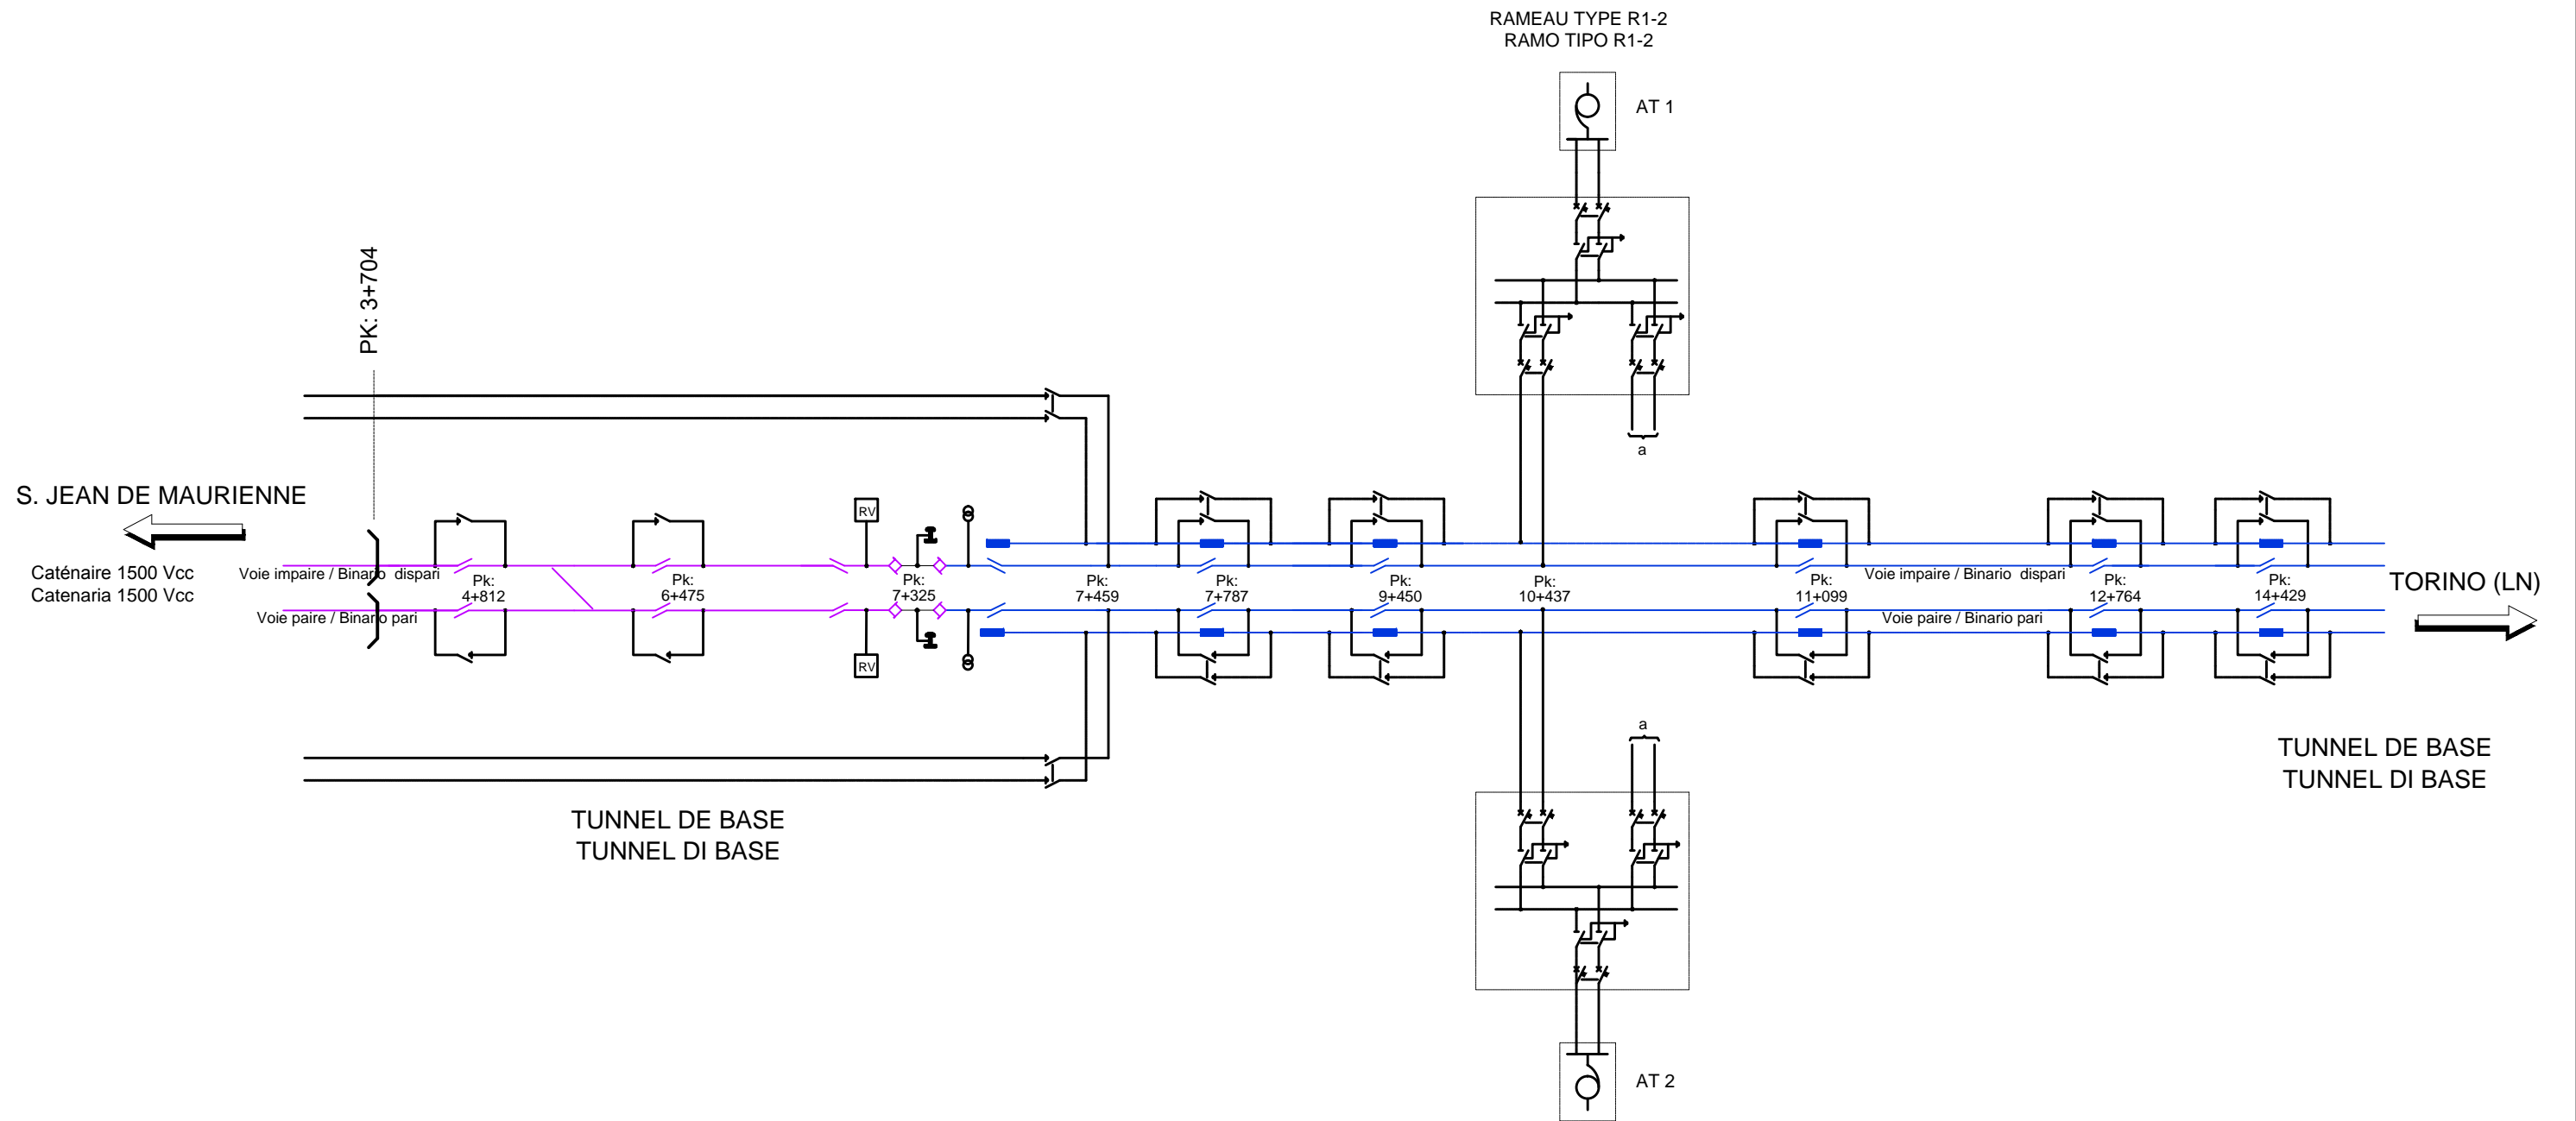 RAMEAU TYPE R1-2
RAMO TIPO R1-2
AT 1
PK: 3+704
a
S. JEAN DE MAURIENNE
RV
Caténaire 1500 Vcc
Catenaria 1500 Vcc
Voie impaire / Binario dispari
Voie paire / Binario pari
Pk:
4+812
Pk:
6+475
Pk:
7+325
Pk:
7+459
Pk:
7+787
Pk:
9+450
Pk:
10+437
Pk:
11+099
Voie impaire / Binario dispari
Voie paire / Binario pari
Pk:
12+764
Pk:
14+429
TORINO (LN)
RV
a
TUNNEL DE BASE
TUNNEL DI BASE
TUNNEL DE BASE
TUNNEL DI BASE
AT 2